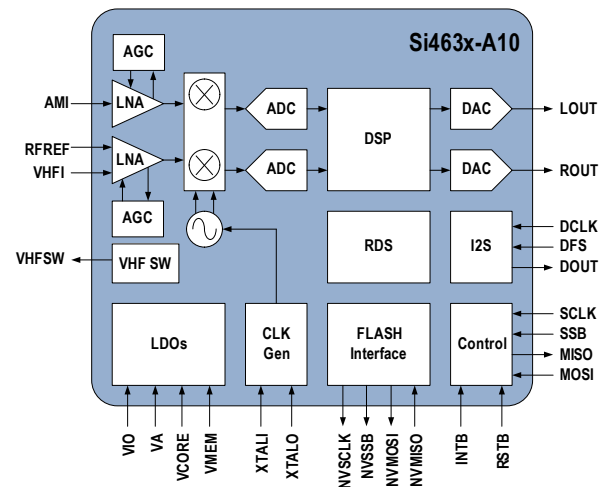 Si463x-A10
AGC
AMI
LNA
ADC
DSP
DAC
LOUT
RFREF
VHFI
LNA
ADC
DAC
ROUT
AGC
VHFSW
VHF SW
RDS
I2S
DCLK
DFS
DOUT
LDOs
CLK
Gen
FLASH
Interface
Control
SCLK
SSB
MISO
MOSI
VIO
VA
VCORE
VMEM
XTALI
XTALO
NVSCLK
NVSSB
NVMOSI
NVMISO
INTB
RSTB